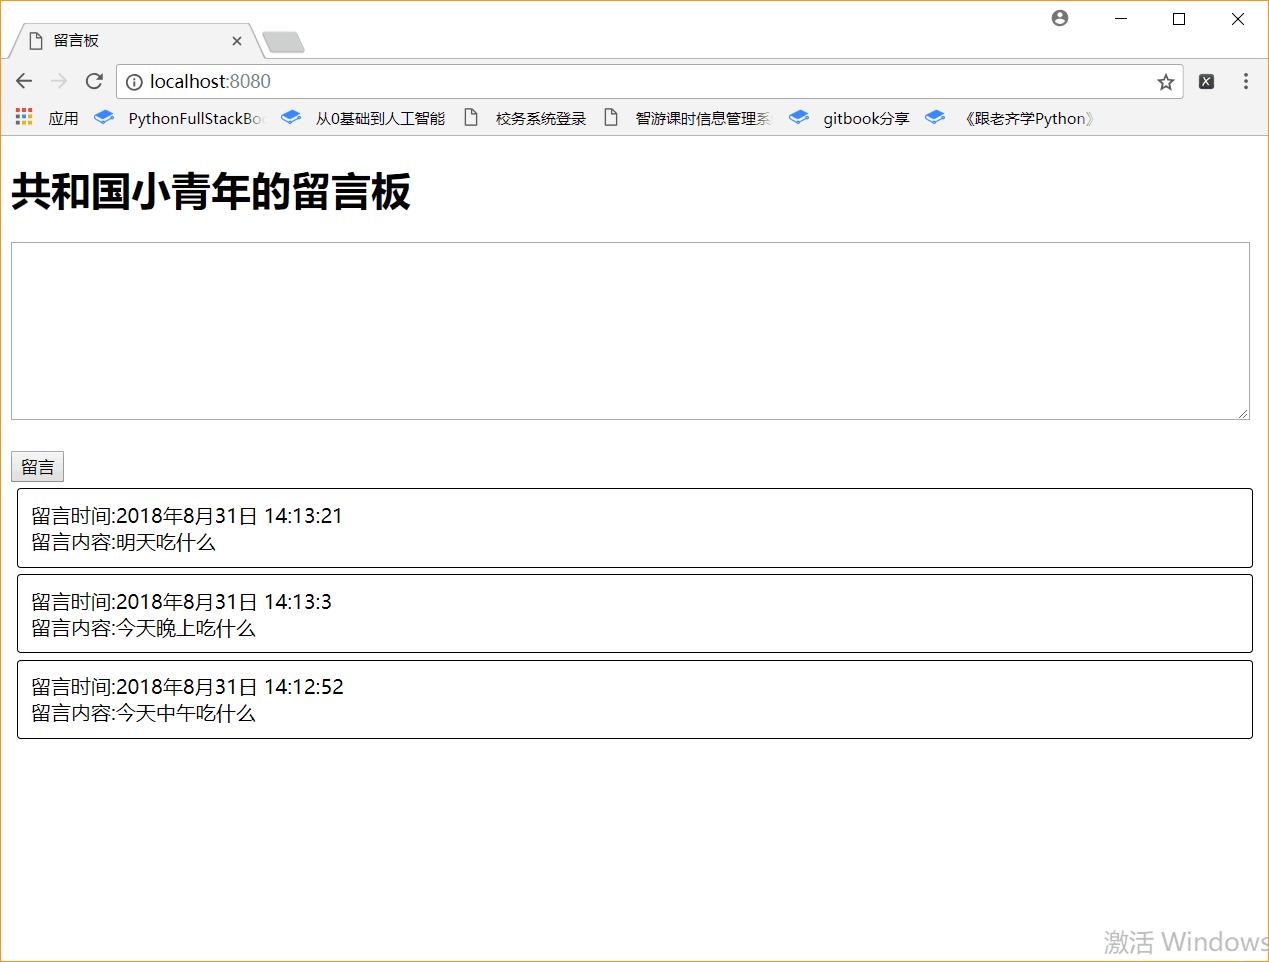 留言板
localhost:8080
应用 PythonFullStackBo 从0基础到人工智能 校务系统登录 智游课时信息管理系 gitbook分享 《跟老齐学Python》
共和国小青年的留言板
留言
留言时间:2018年8月31日 14:13:21
留言内容:明天吃什么
留言时间:2018年8月31日 14:13:3
留言内容:今天晚上吃什么
留言时间:2018年8月31日 14:12:52
留言内容:今天中午吃什么
激活 Windows